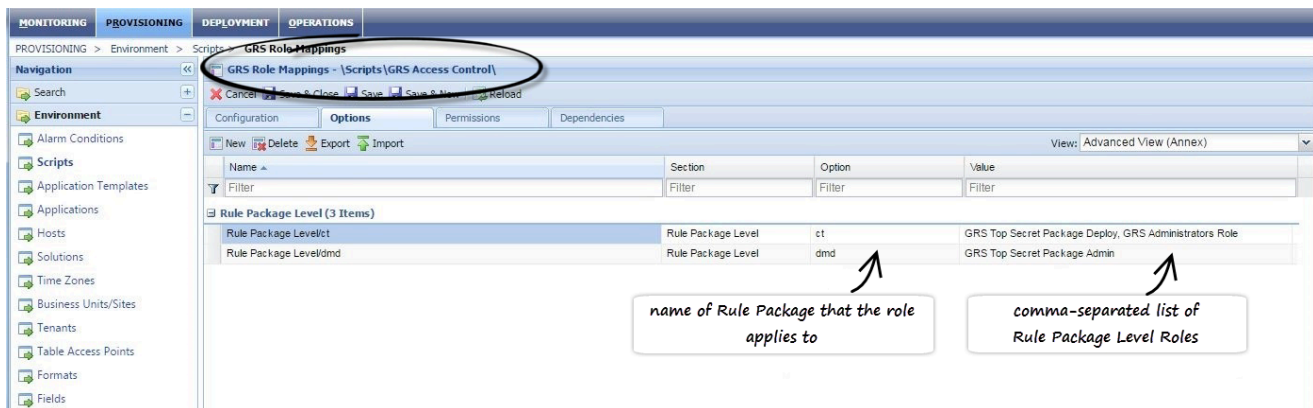 MONITORING PROVISIONING DEPLOYMENT OPERATIONS
PROVISIONING > Environment > Scripts > GRS Role Mappings
Navigation
GRS Role Mappings - \Scripts\GRS Access Control\
Search
Cancel Save & Close Save Save & New Reload
Environment
Configuration Options Permissions Dependencies
Alarm Conditions
New Delete Export Import View: Advanced View (Annex)
Scripts
Name Section Option Value
Application Templates
Filter Filter Filter Filter
Applications
Rule Package Level (3 Items)
Hosts
Rule Package Level/ct Rule Package Level ct GRS Top Secret Package Deploy, GRS Administrators Role
Solutions
Rule Package Level/dmd Rule Package Level dmd GRS Top Secret Package Admin
Time Zones
Business Units/Sites
Tenants
Table Access Points
Formats
Fields
name of Rule Package that the role
applies to
comma-separated list of
Rule Package Level Roles